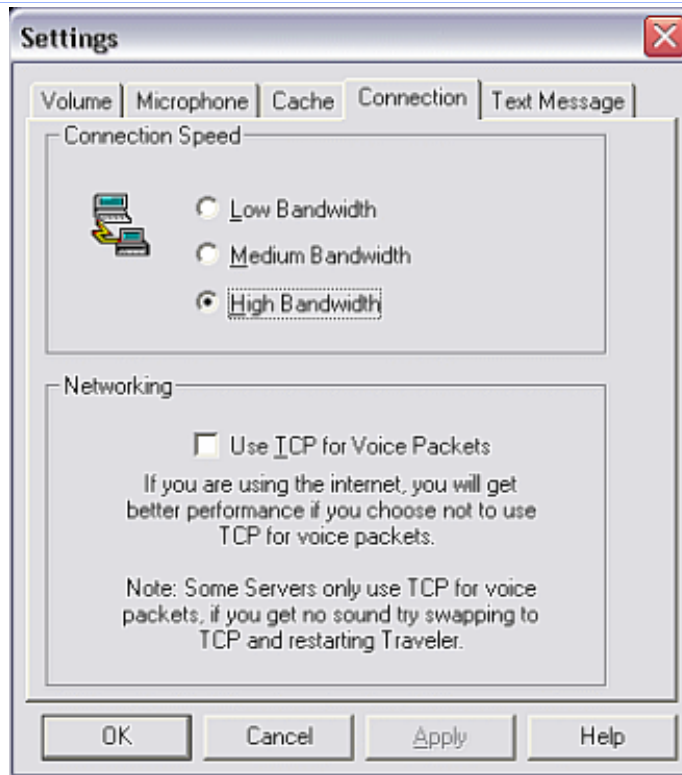 Settings
Volume Microphone Cache Connection Text Message
Connection Speed
Low Bandwidth
Medium Bandwidth
High Bandwidth
Networking
Use TCP for Voice Packets
If you are using the internet, you will get
better performance if you choose not to use
TCP for voice packets.
Note: Some Servers only use TCP for voice
packets, if you get no sound try swapping to
TCP and restarting Traveler.
OK Cancel Apply Help